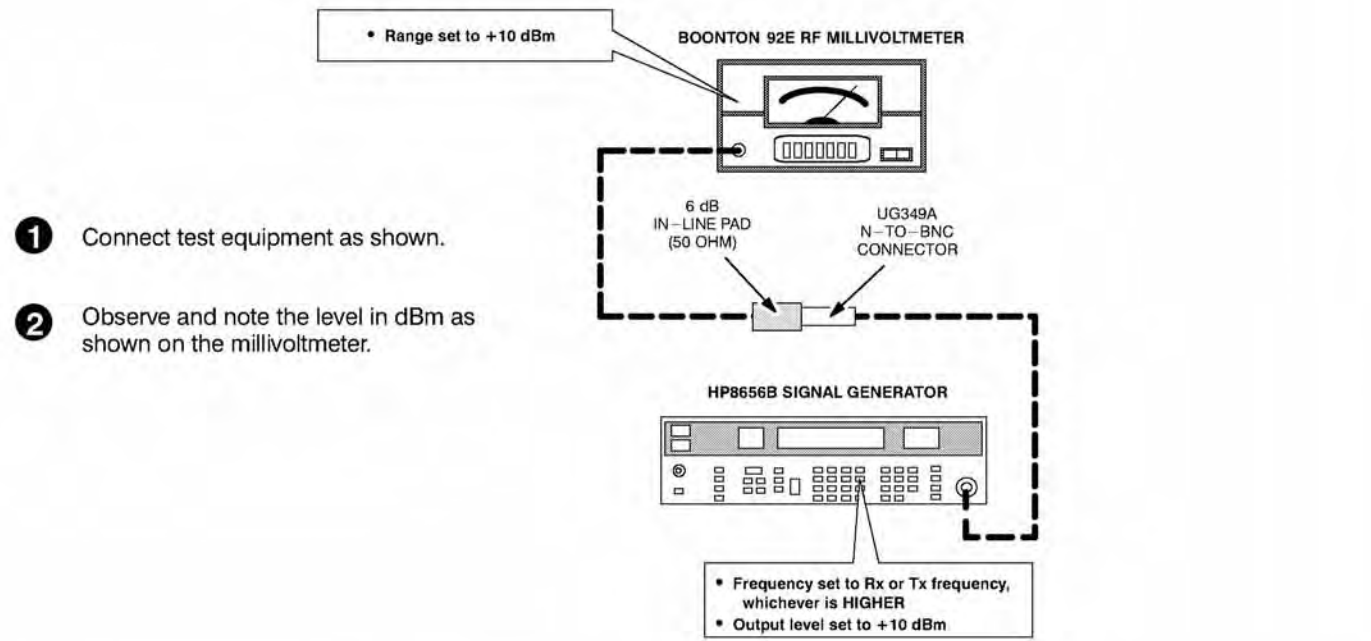 • Range set to +10 dBm
BOONTON 92E RF MILLIVOLTMETER
6 dB
IN–LINE PAD
(50 OHM)
UG349A
N–TO–BNC
CONNECTOR
1 Connect test equipment as shown.
2 Observe and note the level in dBm as
shown on the millivoltmeter.
HP8656B SIGNAL GENERATOR
• Frequency set to Rx or Tx frequency,
whichever is HIGHER
• Output level set to +10 dBm